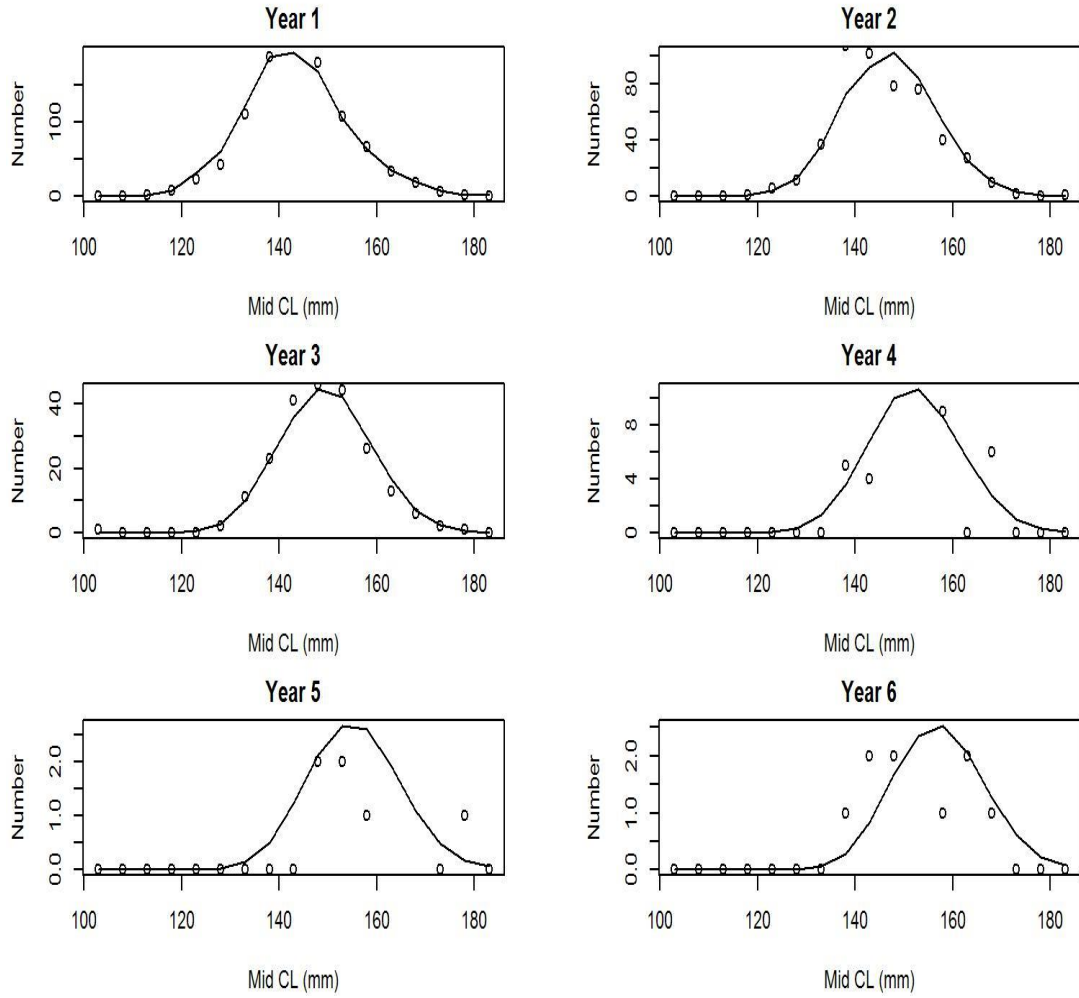 Year 1
Number
0
100
100 120 140 160 180
Mid CL (mm)
Year 2
Number
0
40
80
100 120 140 160 180
Mid CL (mm)
Year 3
Number
0
20
40
100 120 140 160 180
Mid CL (mm)
Year 4
Number
0
4
8
100 120 140 160 180
Mid CL (mm)
Year 5
Number
0.0
1.0
2.0
100 120 140 160 180
Mid CL (mm)
Year 6
Number
0.0
1.0
2.0
100 120 140 160 180
Mid CL (mm)